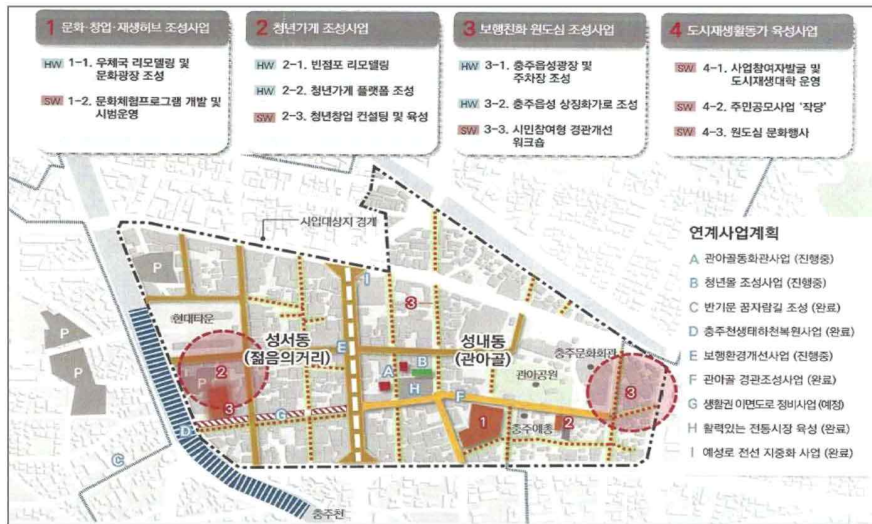 1 문화·창업·재생허브 조성사업
HW 1-1. 우체국 리모델링 및
문화광장 조성
SW 1-2. 문화체험프로그램 개발 및
시범운영
2 청년가게 조성사업
HW 2-1. 빈점포 리모델링
HW 2-2. 청년가게 플랫폼 조성
SW 2-3. 청년창업 컨설팅 및 육성
3 보행친화 원도심 조성사업
HW 3-1. 충주읍성광장 및
주차장 조성
HW 3-2. 충주읍성 상징화가로 조성
SW 3-3. 시민참여형 경관개선
워크숍
4 도시재생활동가 육성사업
SW 4-1. 사업참여자발굴 및
도시재생대학 운영
SW 4-2. 주민공모사업 '작당'
SW 4-3. 원도심 문화행사
사업대상지 경계
P
I
3
현대타운
P
성서동
(젊음의거리)
E
성내동
(관아골)
충주문화회관
관아공원
2
P
3
A
B
H
F
G
1
충주예총
2
3
D
C
충주천
연계사업계획
A 관아골동화관사업 (진행중)
B 청년몰 조성사업 (진행중)
C 반기문 꿈자람길 조성 (완료)
D 충주천생태하천복원사업 (완료)
E 보행환경개선사업 (진행중)
F 관아골 경관조성사업 (완료)
G 생활권 이면도로 정비사업 (예정)
H 활력있는 전통시장 육성 (완료)
I 예성로 전선 지중화 사업 (완료)